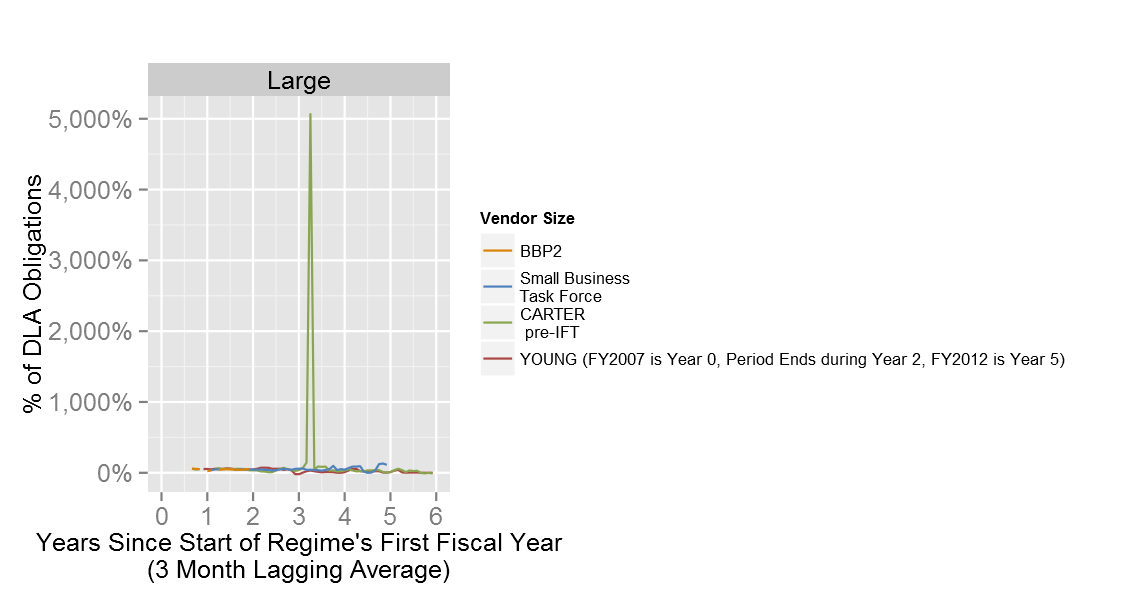 Large
5,000%
4,000%
3,000%
2,000%
1,000%
0%
% of DLA Obligations
0 1 2 3 4 5 6
Years Since Start of Regime's First Fiscal Year
(3 Month Lagging Average)
Vendor Size
BBP2
Small Business
Task Force
CARTER
pre-IFT
YOUNG (FY2007 is Year 0, Period Ends during Year 2, FY2012 is Year 5)